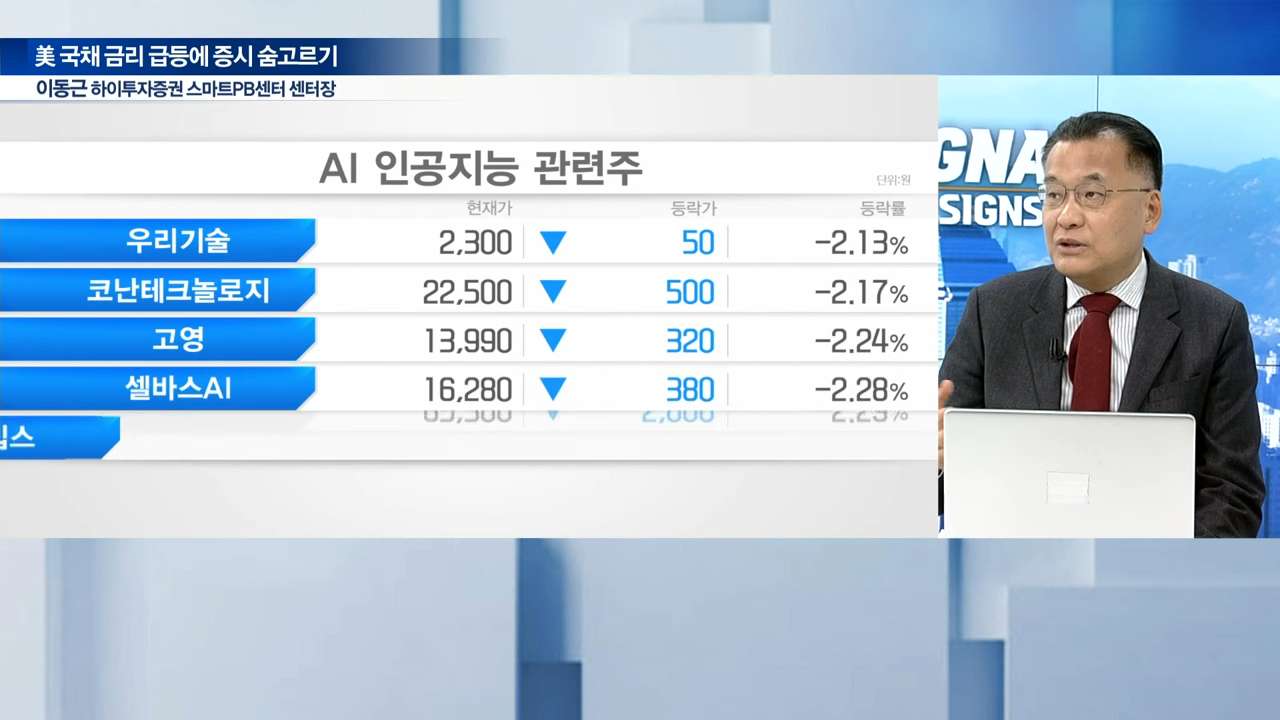 美 국채 금리 급등에 증시 숨고르기
이동근 하이투자증권 스마트PB센터 센터장
AI 인공지능 관련주
단위:원
현재가 등락가 등락률
우리기술 2,300 ▼ 50 -2.13%
코난테크놀로지 22,500 ▼ 500 -2.17%
고영 13,990 ▼ 320 -2.24%
셀바스AI 16,280 ▼ 380 -2.28%
GNA
SIGNS